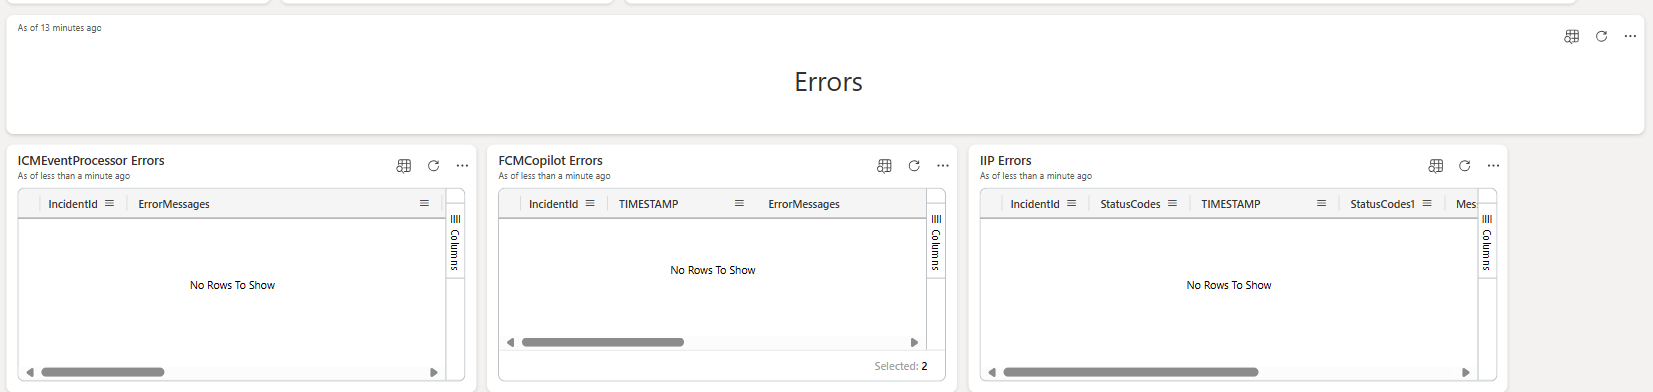 As of 13 minutes ago
Errors
ICMEventProcessor Errors
As of less than a minute ago
IncidentId ErrorMessages
Columns
No Rows To Show
FCMCopilot Errors
As of less than a minute ago
IncidentId TIMESTAMP ErrorMessages
Columns
No Rows To Show
Selected: 2
IIP Errors
As of less than a minute ago
IncidentId StatusCodes TIMESTAMP StatusCodes1 Mes
Columns
No Rows To Show